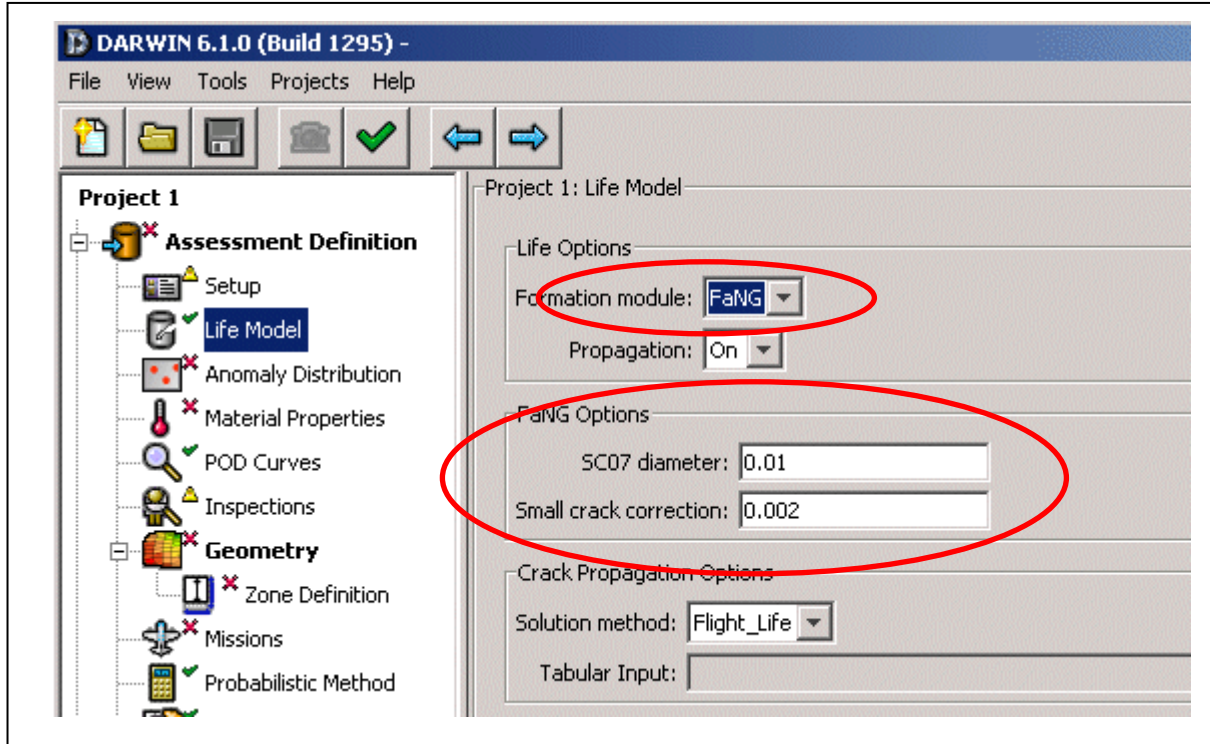 DARWIN 6.1.0 (Build 1295) -
File View Tools Projects Help
Project 1
Assessment Definition
Setup
Life Model
Anomaly Distribution
Material Properties
POD Curves
Inspections
Geometry
Zone Definition
Missions
Probabilistic Method
Project 1: Life Model
Life Options
Formation module: FaNG
Propagation: On
FaNG Options
SC07 diameter: 0.01
Small crack correction: 0.002
Crack Propagation Options
Solution method: Flight_Life
Tabular Input: